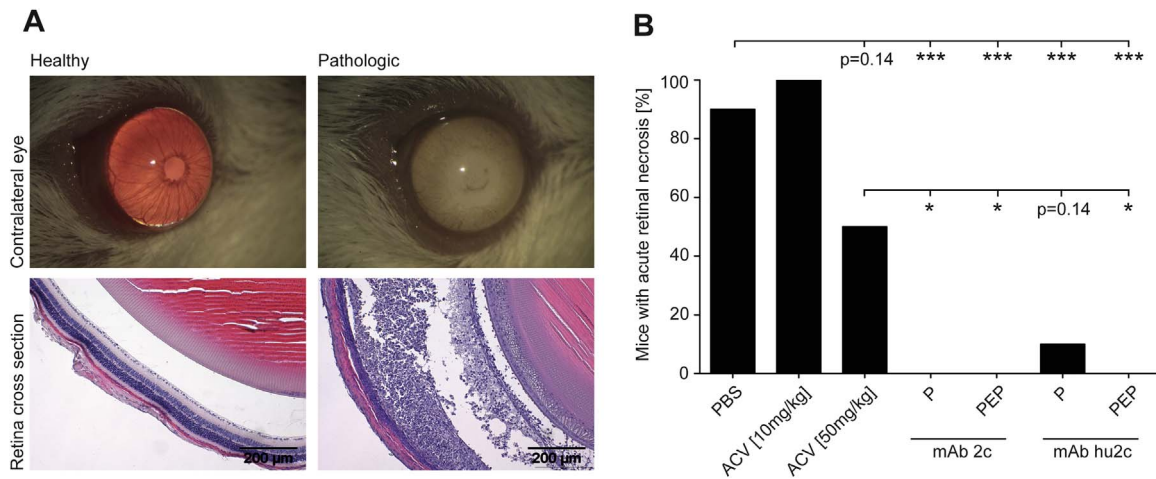 A
Healthy
Pathologic
Contralateral eye
Retina cross section
200 µm
200 µm
B
p=0.14 *** *** *** ***
* * p=0.14 *
Mice with acute retinal necrosis [%]
100
80
60
40
20
0
PBS
ACV [10mg/kg]
ACV [50mg/kg]
P
PEP
P
PEP
mAb 2c
mAb hu2c